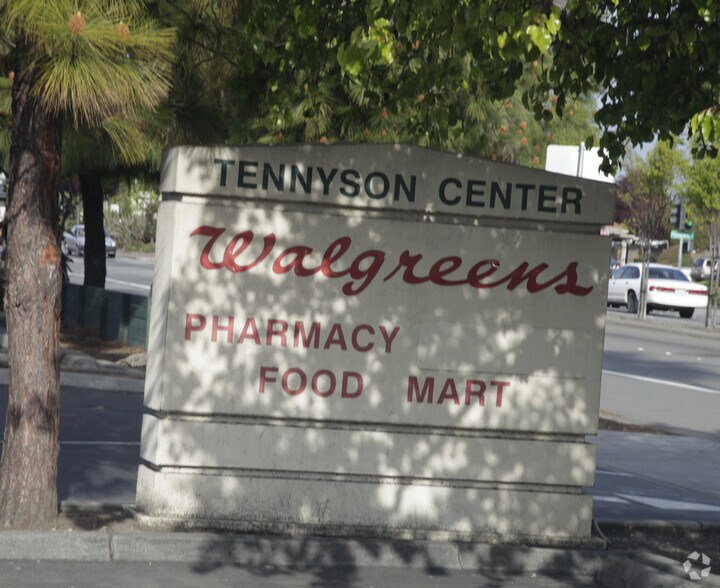 TENNYSON CENTER
Walgreens
PHARMACY
FOOD MART